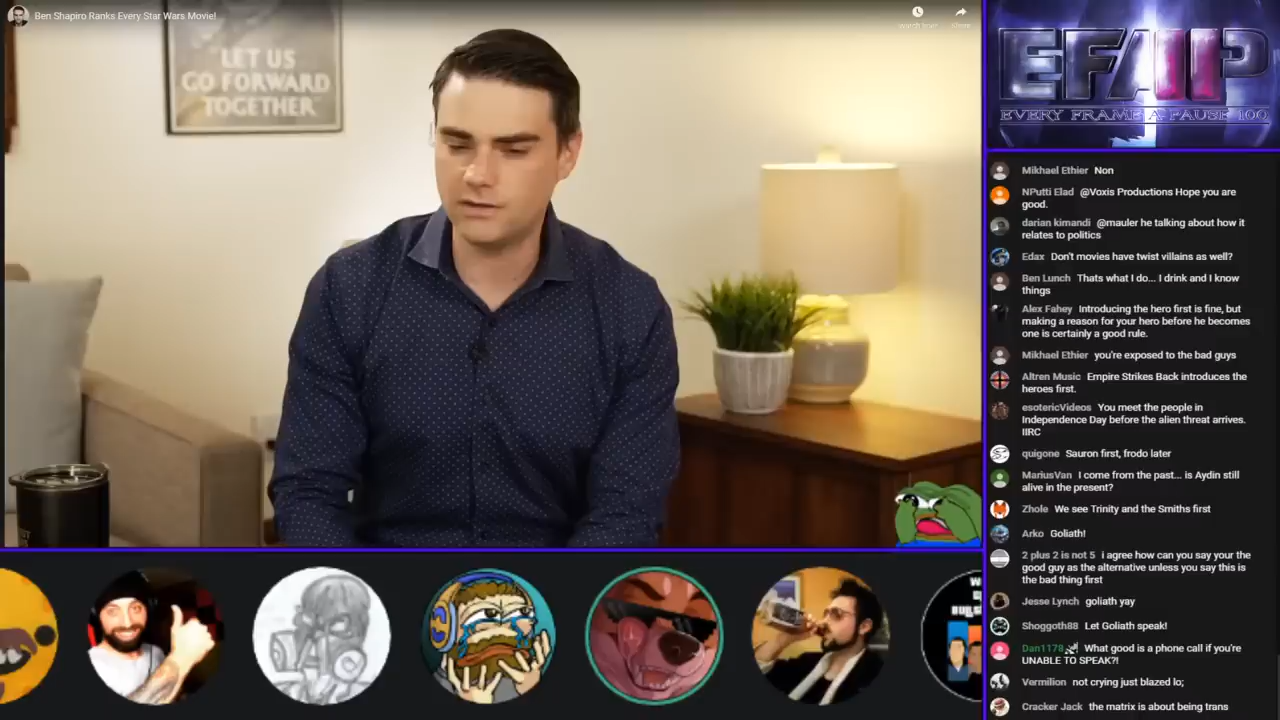 Ben Shapiro Ranks Every Star Wars Movie!
Share
LET US
GO FORWARD
TOGETHER
EFAP
EVERY FRAME A PAUSE 100
Mikhael Ethier Non
NPutti Elad @Voxis Productions Hope you are
good.
darian kimandi @mauler he talking about how it
relates to politics
Edax Don't movies have twist villains as well?
Ben Lunch Thats what I do... I drink and I know
things
Alex Fahey Introducing the hero first is fine, but
making a reason for your hero before he becomes
one is certainly a good rule.
Mikhael Ethier you're exposed to the bad guys
Altren Music Empire Strikes Back introduces the
heroes first.
esotericVideos You meet the people in
Independence Day before the alien threat arrives.
IIRC
quigone Sauron first, frodo later
MariusVan I come from the past... is Aydin still
alive in the present?
Zhole We see Trinity and the Smiths first
Arko Goliath!
2 plus 2 is not 5 i agree how can you say your the
good guy as the alternative unless you say this is
the bad thing first
Jesse Lynch goliath yay
Shoggoth88 Let Goliath speak!
Dan1178 What good is a phone call if you're
UNABLE TO SPEAK?!
Vermilion not crying just blazed lo;
Cracker Jack the matrix is about being trans